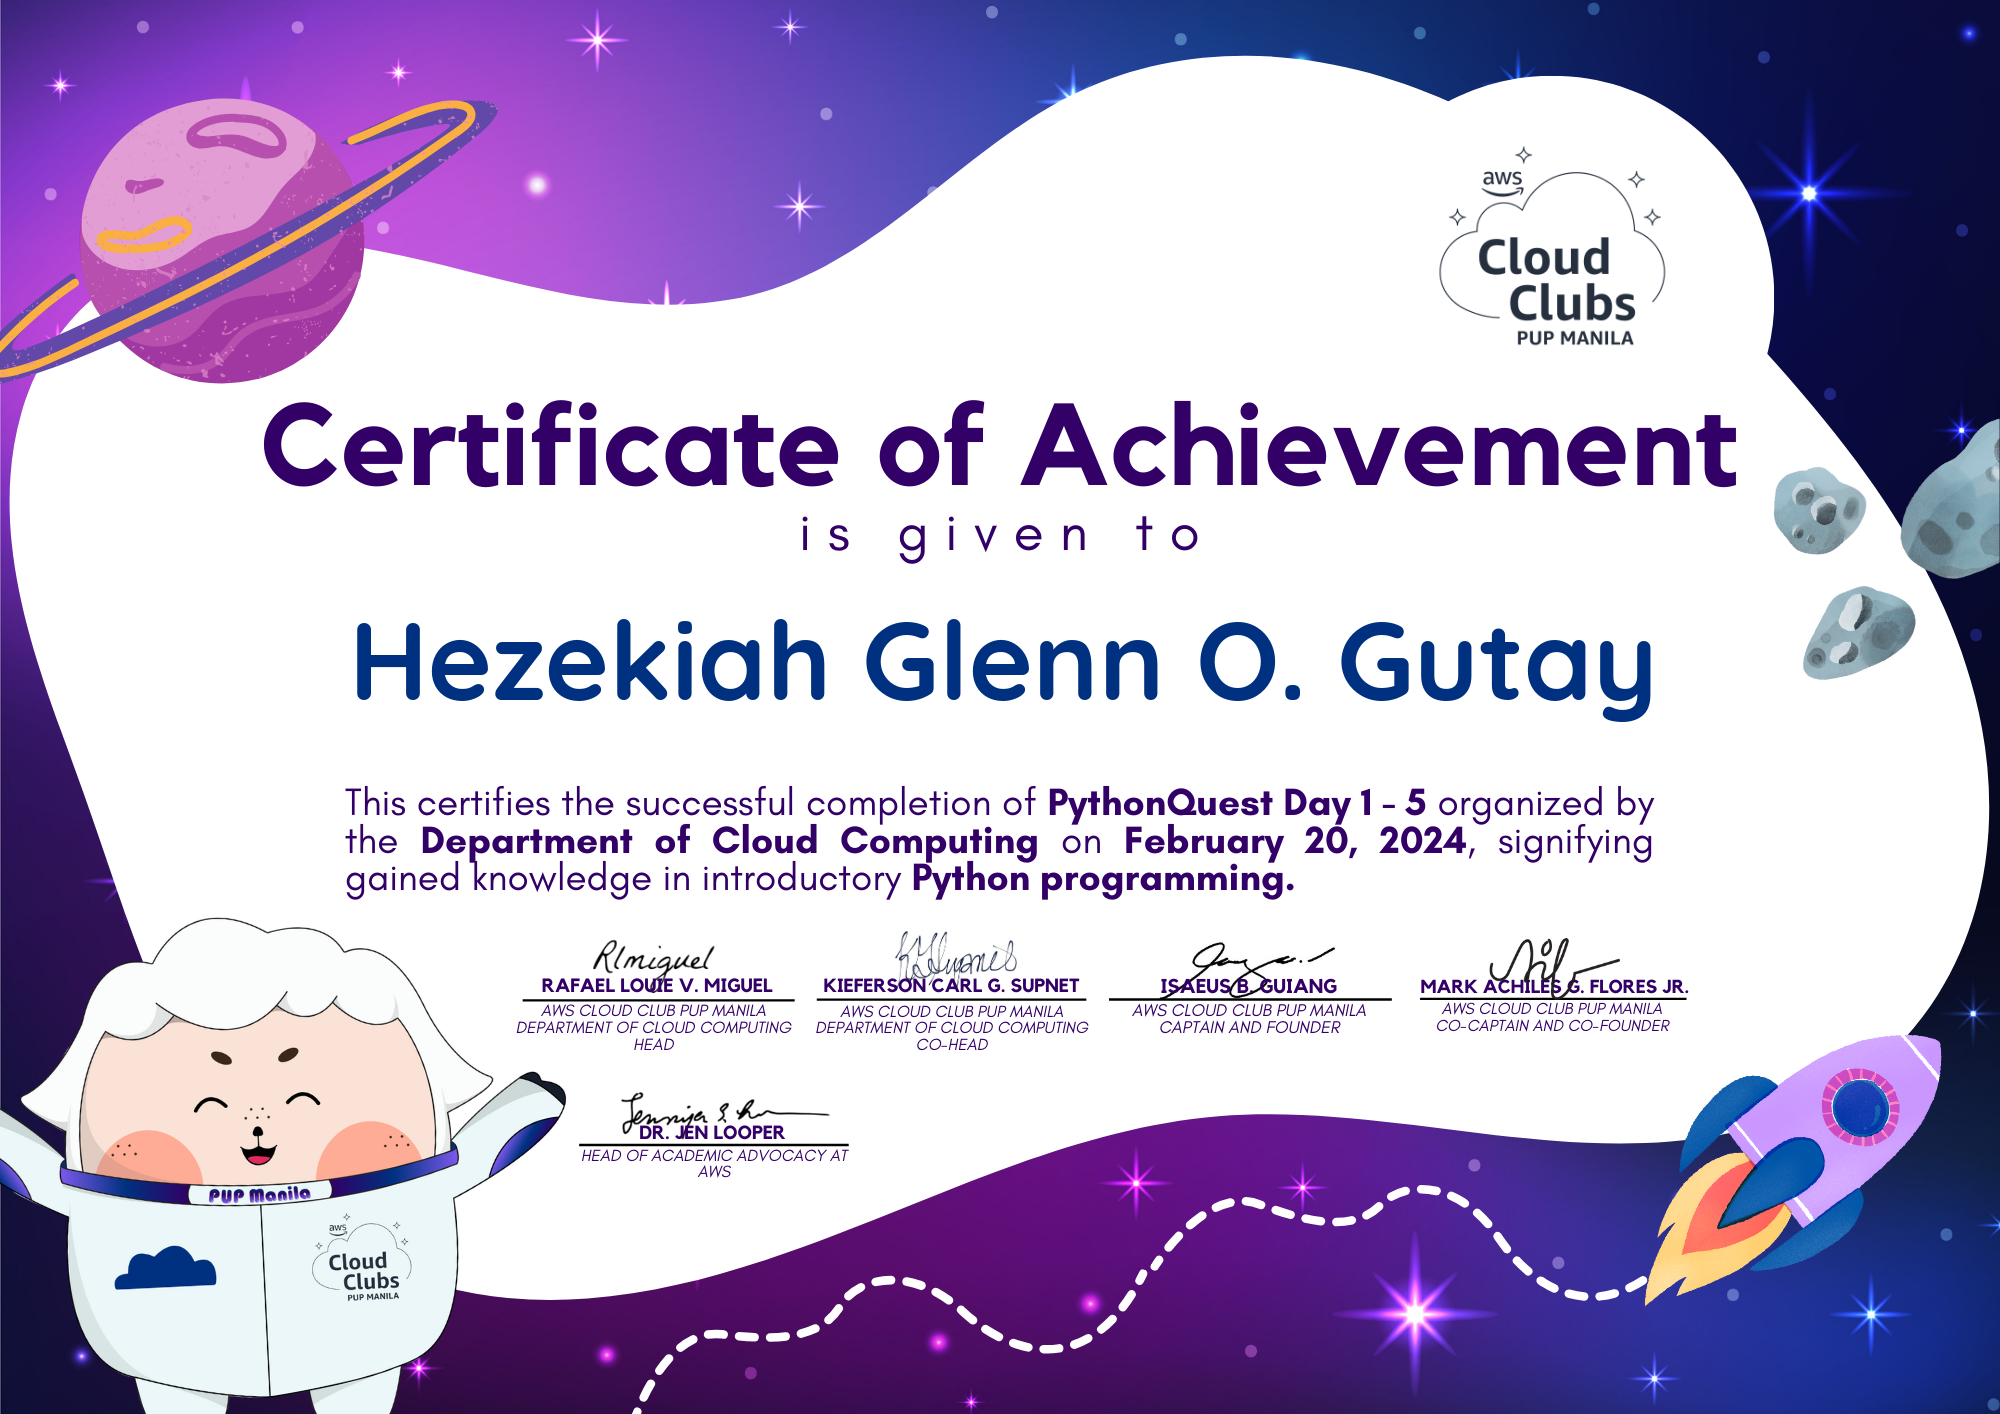 aws
Cloud
Clubs
PUP MANILA
Certificate of Achievement
is given to
Hezekiah Glenn O. Gutay
This certifies the successful completion of PythonQuest Day 1 - 5 organized by
the Department of Cloud Computing on February 20, 2024, signifying
gained knowledge in introductory Python programming.
Rlmiguel
RAFAEL LOUIE V. MIGUEL
AWS CLOUD CLUB PUP MANILA
DEPARTMENT OF CLOUD COMPUTING
HEAD
KIEFERSON CARL G. SUPNET
AWS CLOUD CLUB PUP MANILA
DEPARTMENT OF CLOUD COMPUTING
CO-HEAD
ISAEUS B. GUIANG
AWS CLOUD CLUB PUP MANILA
CAPTAIN AND FOUNDER
MARK ACHILES G. FLORES JR.
AWS CLOUD CLUB PUP MANILA
CO-CAPTAIN AND CO-FOUNDER
DR. JEN LOOPER
HEAD OF ACADEMIC ADVOCACY AT
AWS
PUP Manila
aws
Cloud
Clubs
PUP MANILA